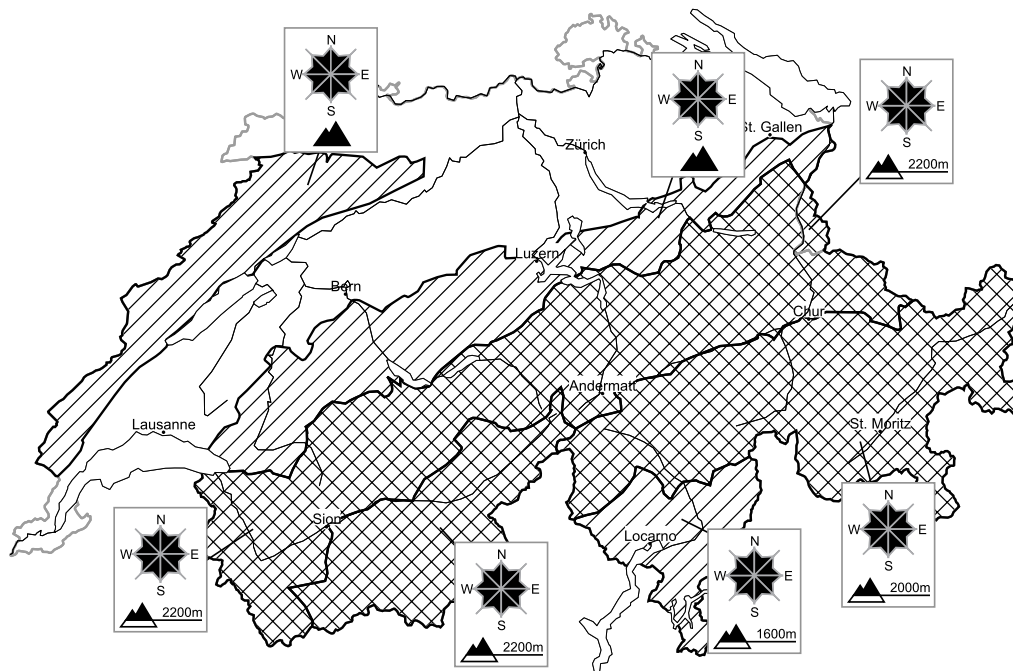 N
W E
S
N
W E
S
N
W E
S
2200m
St. Gallen
Zürich
Luzern
Bern
Chur
Andermatt
Lausanne
St. Moritz
Sion
Locarno
N
W E
S
2200m
N
W E
S
2200m
N
W E
S
1600m
N
W E
S
2000m